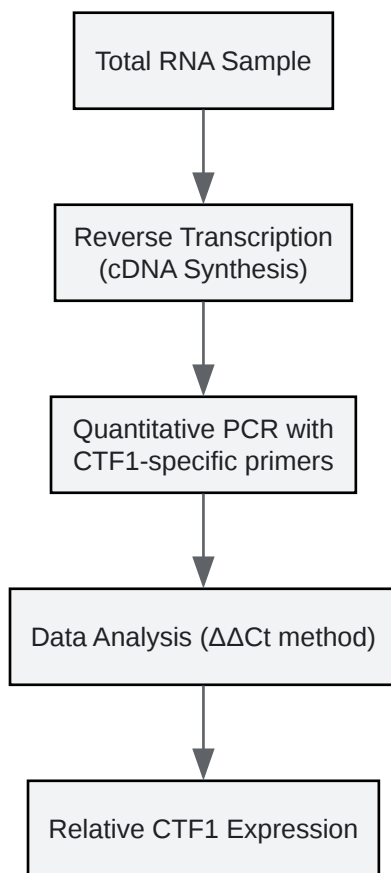 Total RNA Sample
Reverse Transcription
(cDNA Synthesis)
Quantitative PCR with
CTF1-specific primers
Data Analysis (ΔΔCt method)
Relative CTF1 Expression